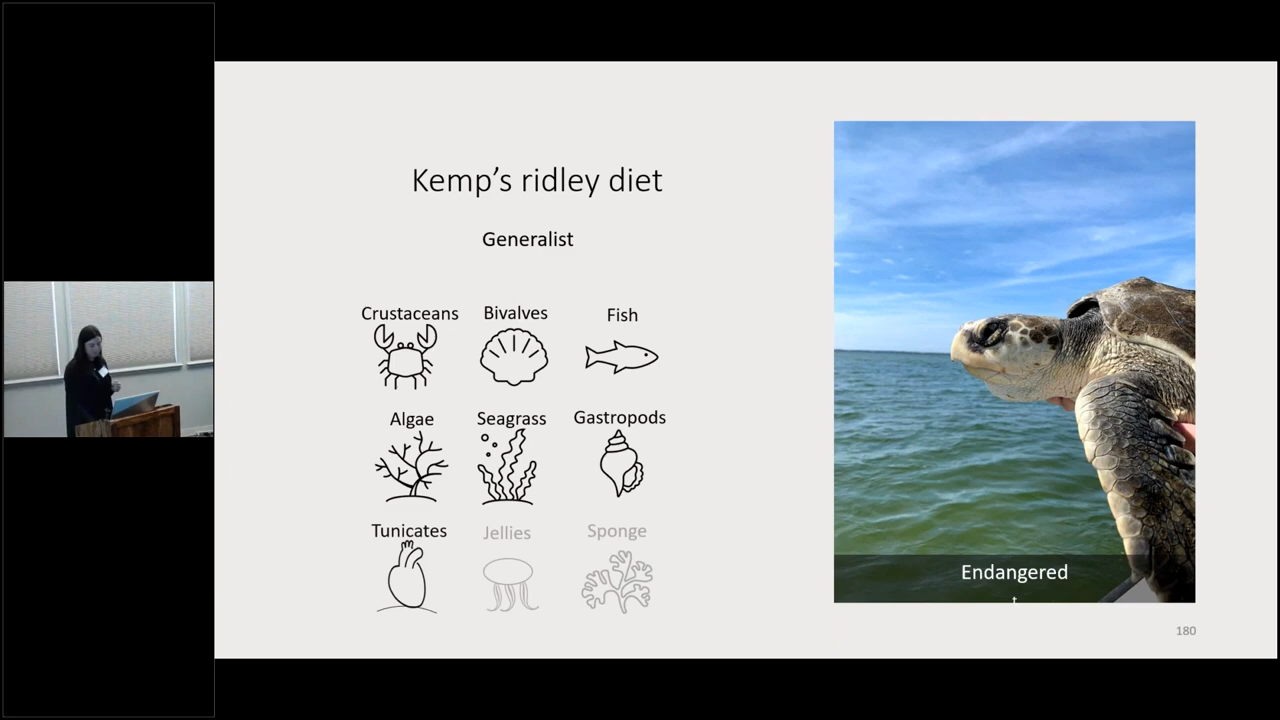 Kemp's ridley diet
Generalist
Crustaceans Bivalves Fish
Algae Seagrass Gastropods
Tunicates Jellies Sponge
Endangered
t
180